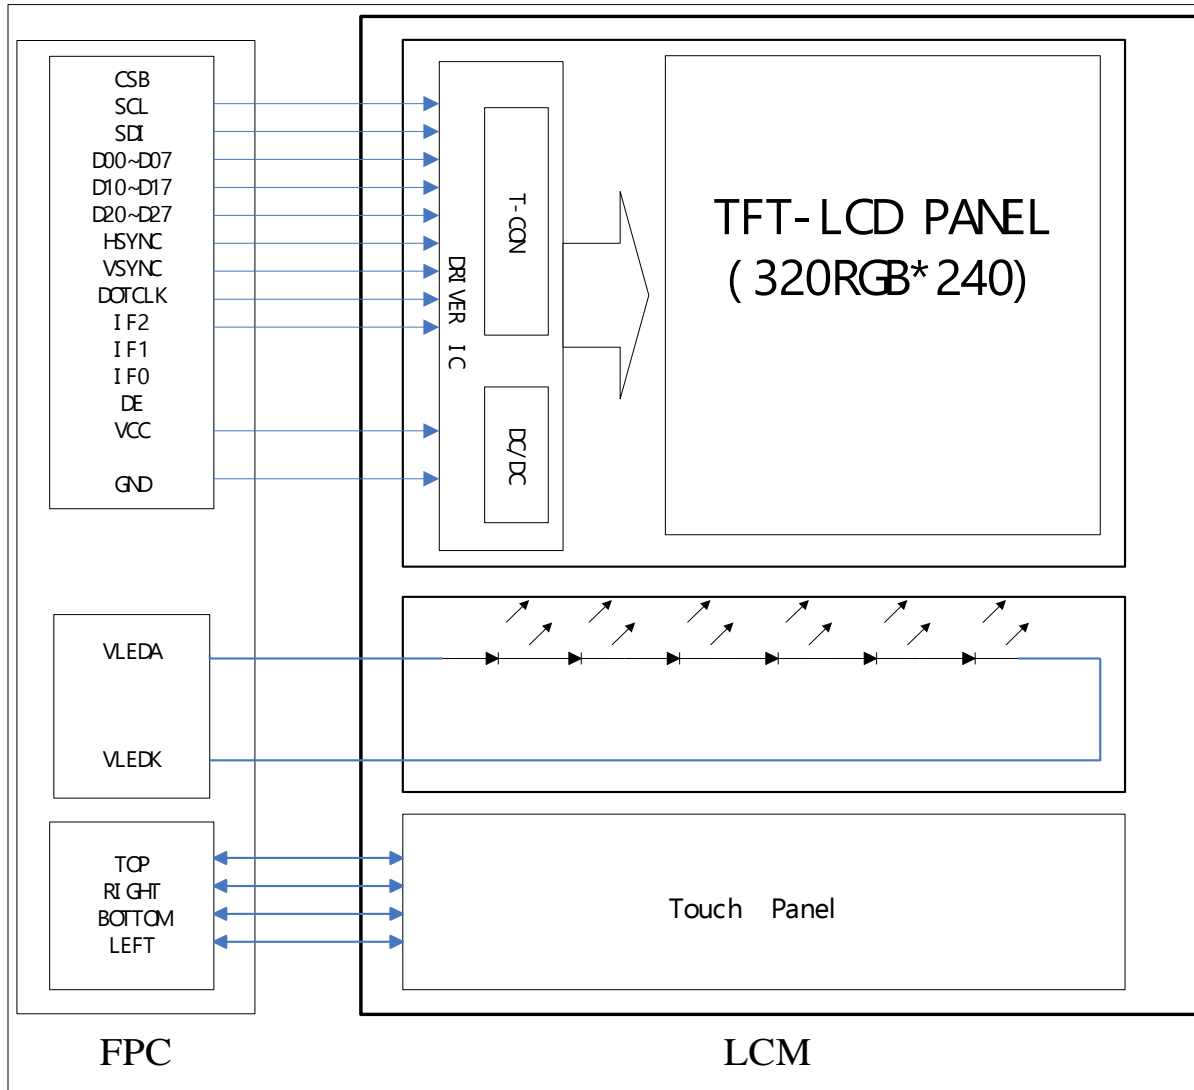 CSB
SCL
SDI
D00~D07
D10~D17
D20~D27
HSYNC
VSYNC
DOTCLK
IF2
IF1
IF0
DE
VCC
GND
DRIVER IC
T-CON
DC/DC
TFT-LCD PANEL
(320RGB*240)
VLEDA
VLEDK
TOP
RIGHT
BOTTOM
LEFT
Touch Panel
FPC
LCM